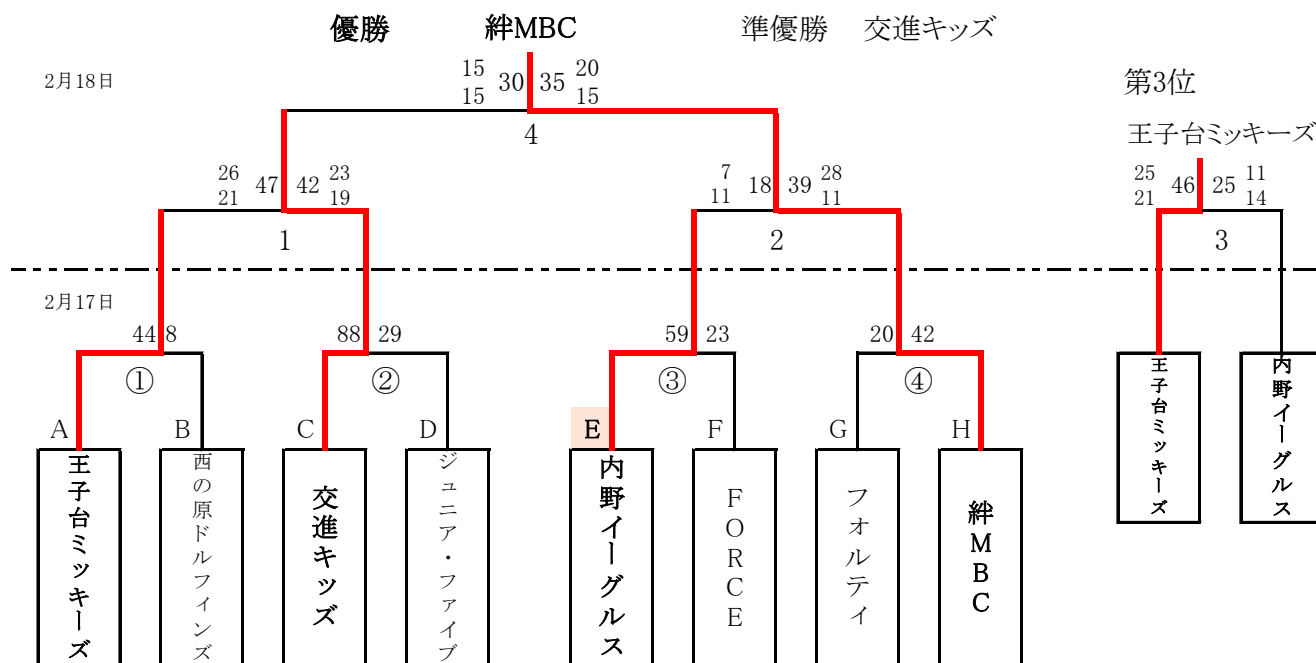 優勝 絆MBC 準優勝 交進キッズ
2月18日
15 30 35 20
15 15
4
第3位
王子台ミッキーズ
26 47 42 23
21 19
1
7 18 39 28
11 11
2
25 46 25 11
21 14
3
2月17日
44 8
①
88 29
②
59 23
③
20 42
④
A B C D E F G H
王子台ミッキーズ
西の原ドルフィンズ
交進キッズ
ジュニア・ファイブ
内野イーグルス
FORCE
フォルテイ
絆MBC
王子台ミッキーズ
内野イーグルス